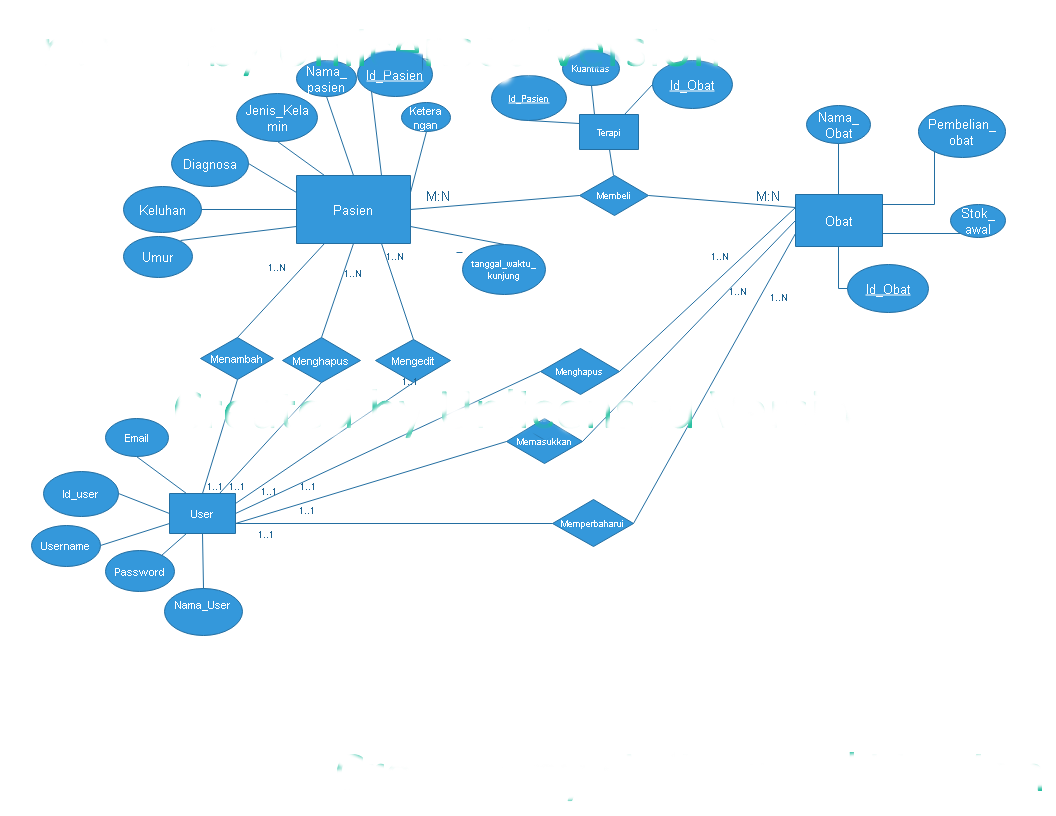 Nama_
pasien
Id_Pasien
Kuantitas
Id_Pasien
Id_Obat
Jenis_Kela
min
Ketera
ngan
Terapi
Nama_
Obat
Pembelian_
obat
Diagnosa
Keluhan
Pasien
M:N
Membeli
M:N
Obat
Stok_
awal
Umur
tanggal_waktu_
kunjung
Id_Obat
1..N
1..N
1..N
1..N
1..N
1..N
Menambah
Menghapus
Mengedit
1..1
Menghapus
Memasukkan
Memperbaharui
Email
Id_user
Username
Password
Nama_User
User
1..1
1..1
1..1
1..1
1..1
1..1